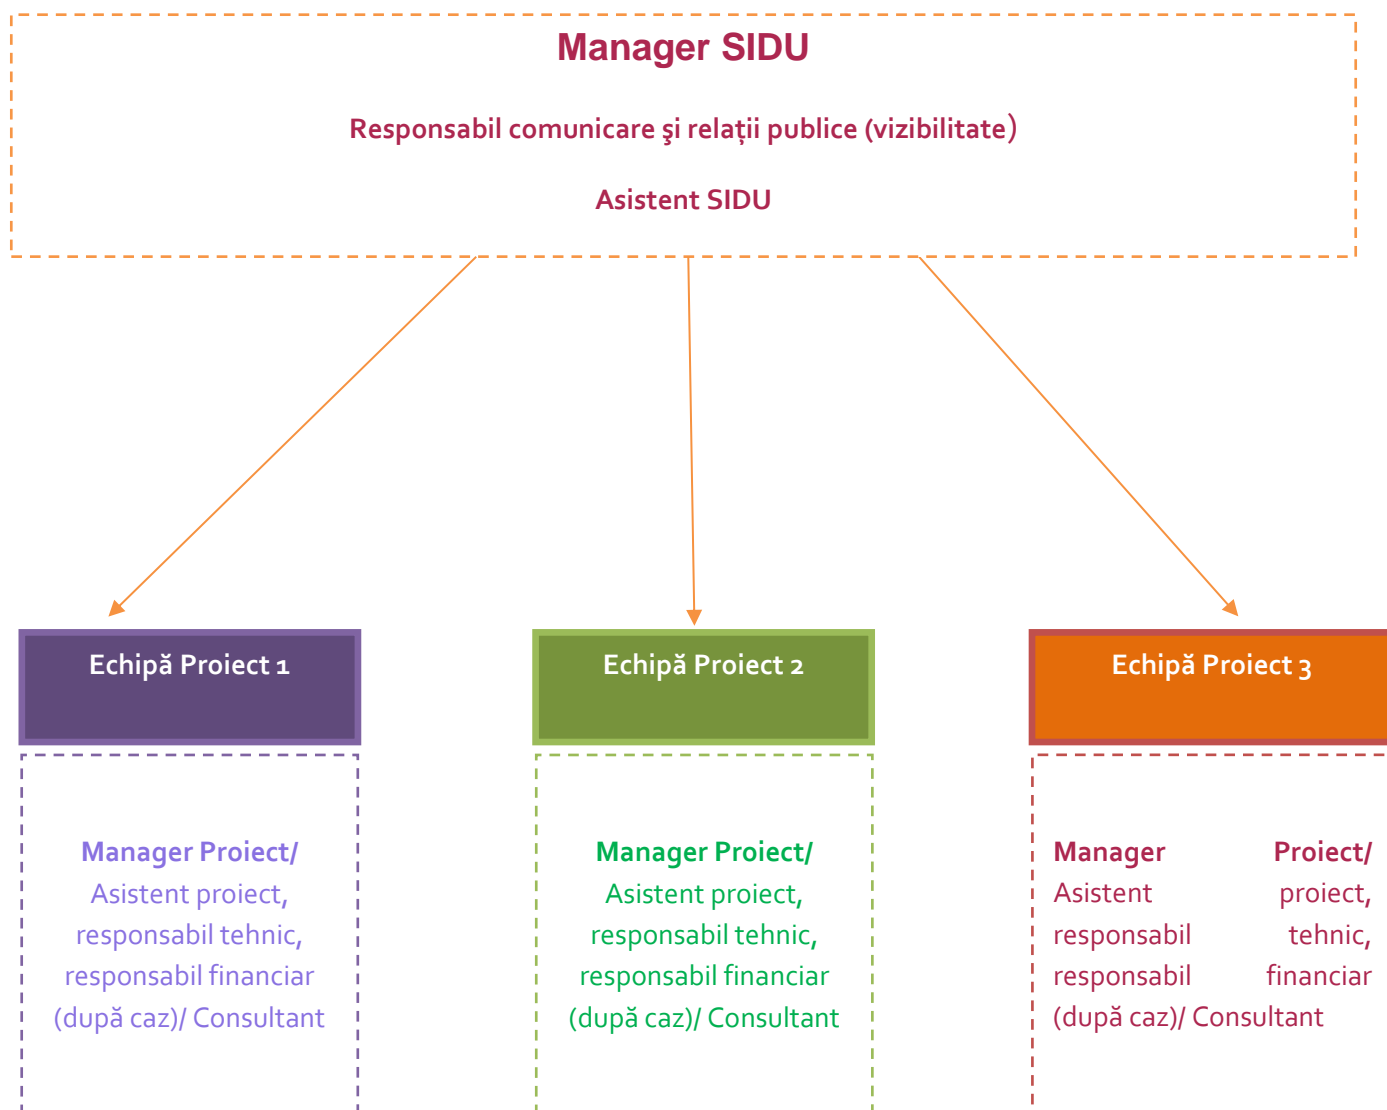 Manager SIDU
Responsabil comunicare şi relații publice (vizibilitate)
Asistent SIDU
Echipă Proiect 1
Echipă Proiect 2
Echipă Proiect 3
Manager Proiect/
Asistent proiect,
responsabil tehnic,
responsabil financiar
(după caz)/ Consultant
Manager Proiect/
Asistent proiect,
responsabil tehnic,
responsabil financiar
(după caz)/ Consultant
Manager Proiect/
Asistent proiect,
responsabil tehnic,
responsabil financiar
(după caz)/ Consultant